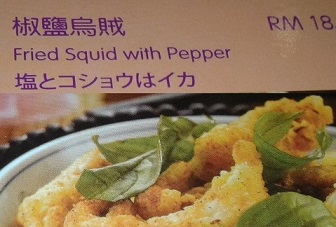 椒鹽烏賊 RM 18.
Fried Squid with Pepper
塩とコショウはイカ